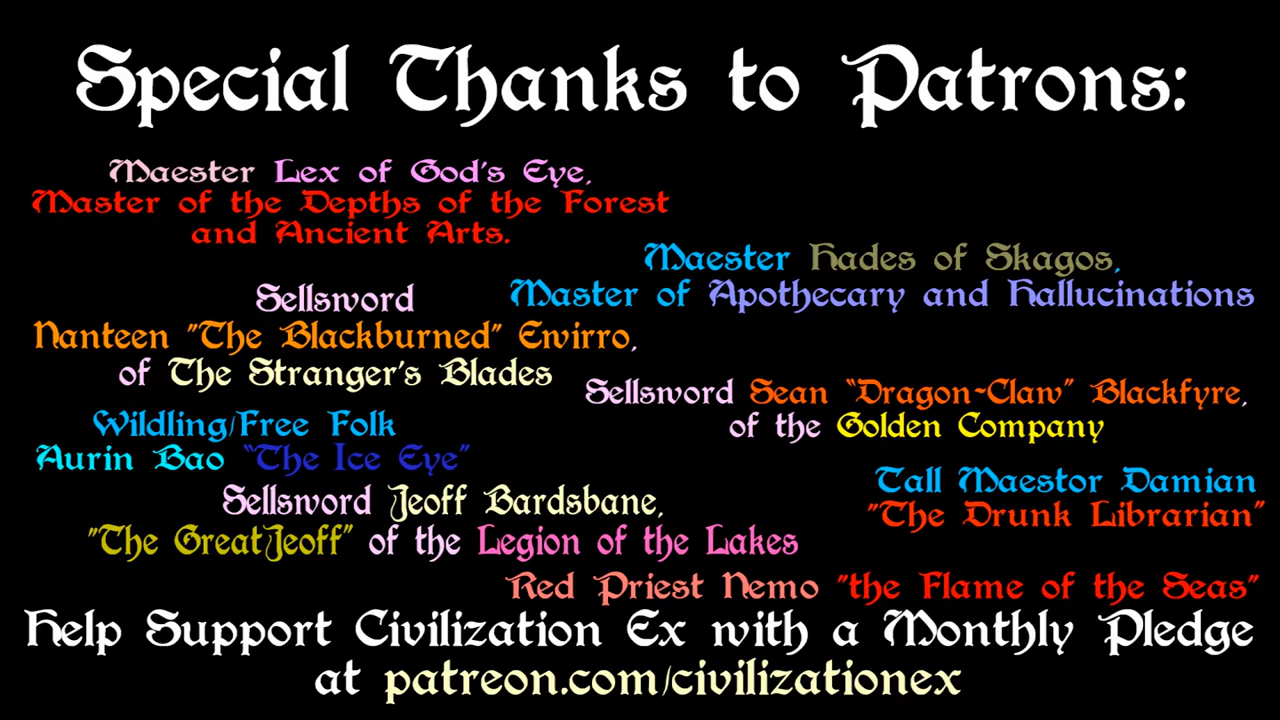 Special Thanks to Patrons:
Maester Lex of God's Eye,
Master of the Depths of the Forest
and Ancient Arts.
Maester Hades of Skagos,
Master of Apothecary and Hallucinations
Sellsword
Nanteen "The Blackburned" Ewirro,
of The Stranger's Blades
Sellsword Sean "Dragon-Claw" Blackfyre,
of the Golden Company
Wildling/Free Folk
Aurin Bao "The Ice Eye"
Tall Maestor Damian
"The Drunk Librarian"
Sellsword Jeoff Bardsbane,
"The GreatJeoff" of the Legion of the Lakes
Red Priest Nemo "the Flame of the Seas"
Help Support Civilization Ex with a Monthly Pledge
at patreon.com/civilizationex